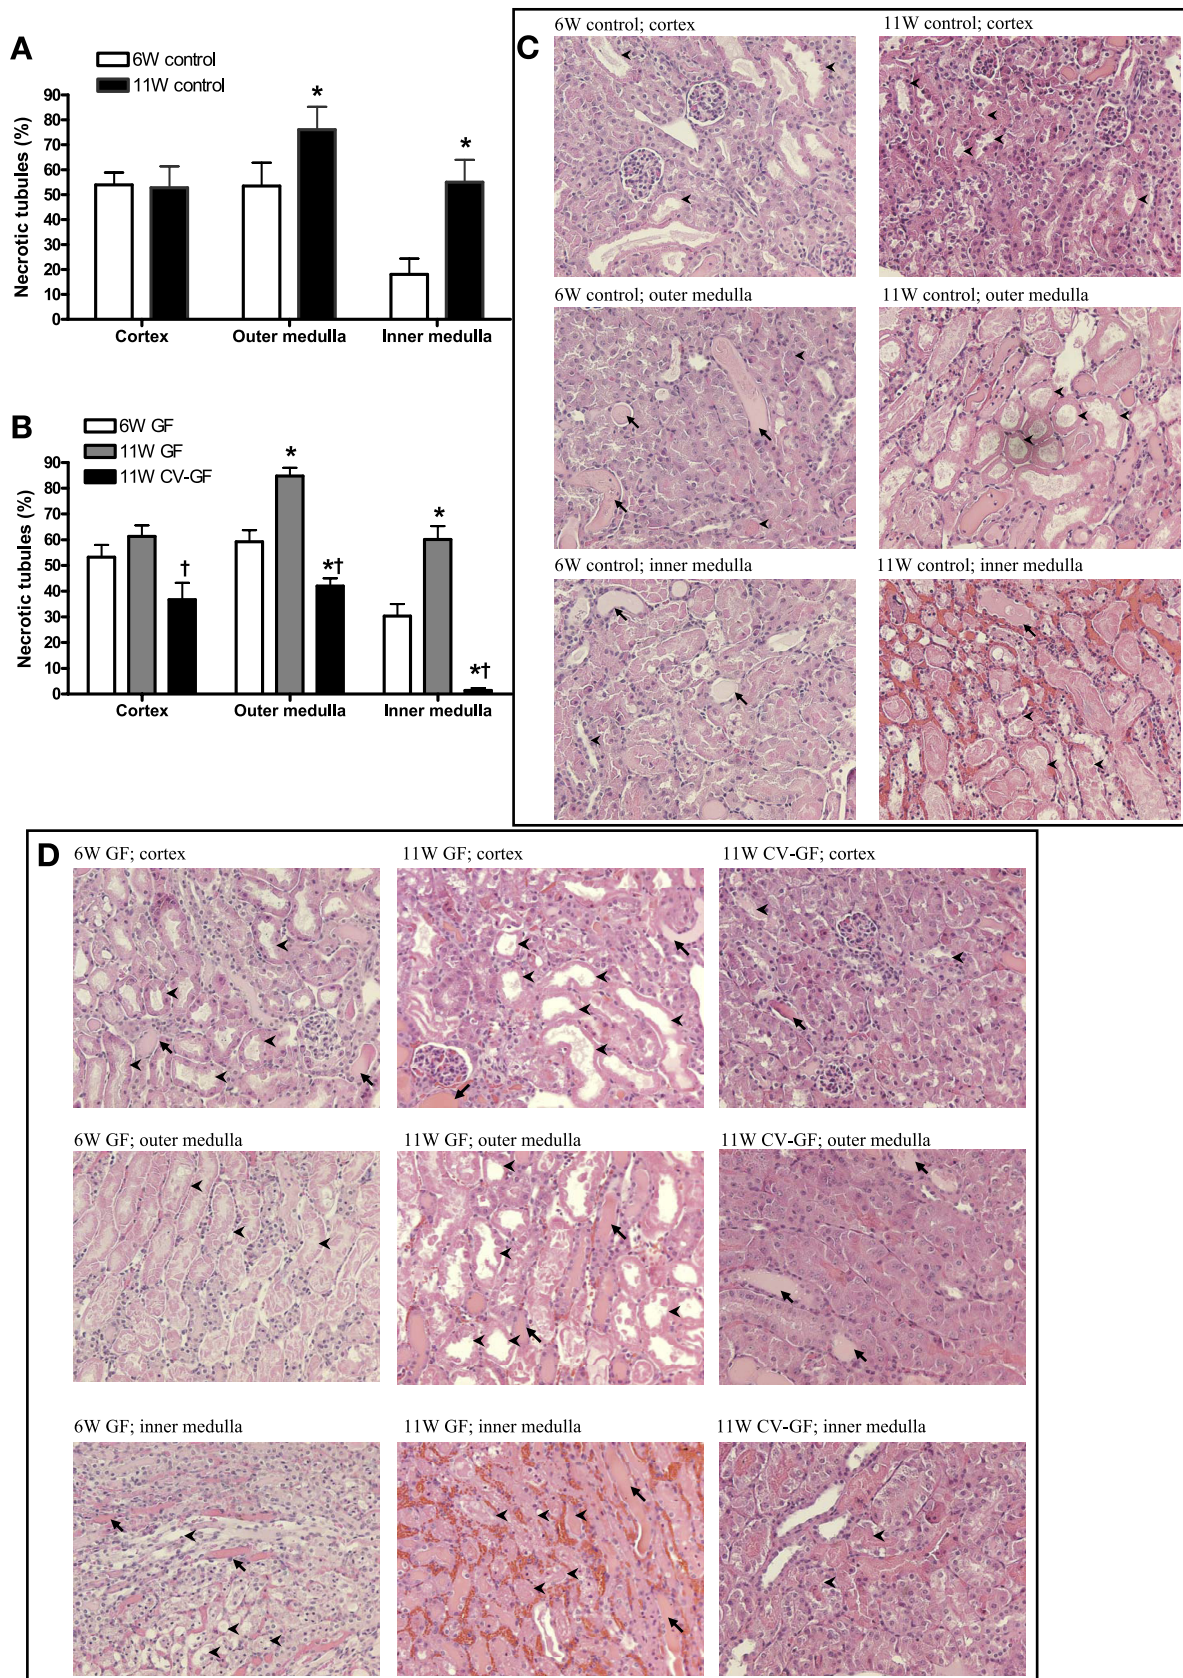 A
6W control
11W control
Necrotic tubules (%)
90
80
70
60
50
40
30
20
10
0
*
*
Cortex
Outer medulla
Inner medulla
B
6W GF
11W GF
11W CV-GF
Necrotic tubules (%)
90
80
70
60
50
40
30
20
10
0
†
*
*†
*
*†
Cortex
Outer medulla
Inner medulla
C
6W control; cortex
11W control; cortex
6W control; outer medulla
11W control; outer medulla
6W control; inner medulla
11W control; inner medulla
D
6W GF; cortex
11W GF; cortex
11W CV-GF; cortex
6W GF; outer medulla
11W GF; outer medulla
11W CV-GF; outer medulla
6W GF; inner medulla
11W GF; inner medulla
11W CV-GF; inner medulla